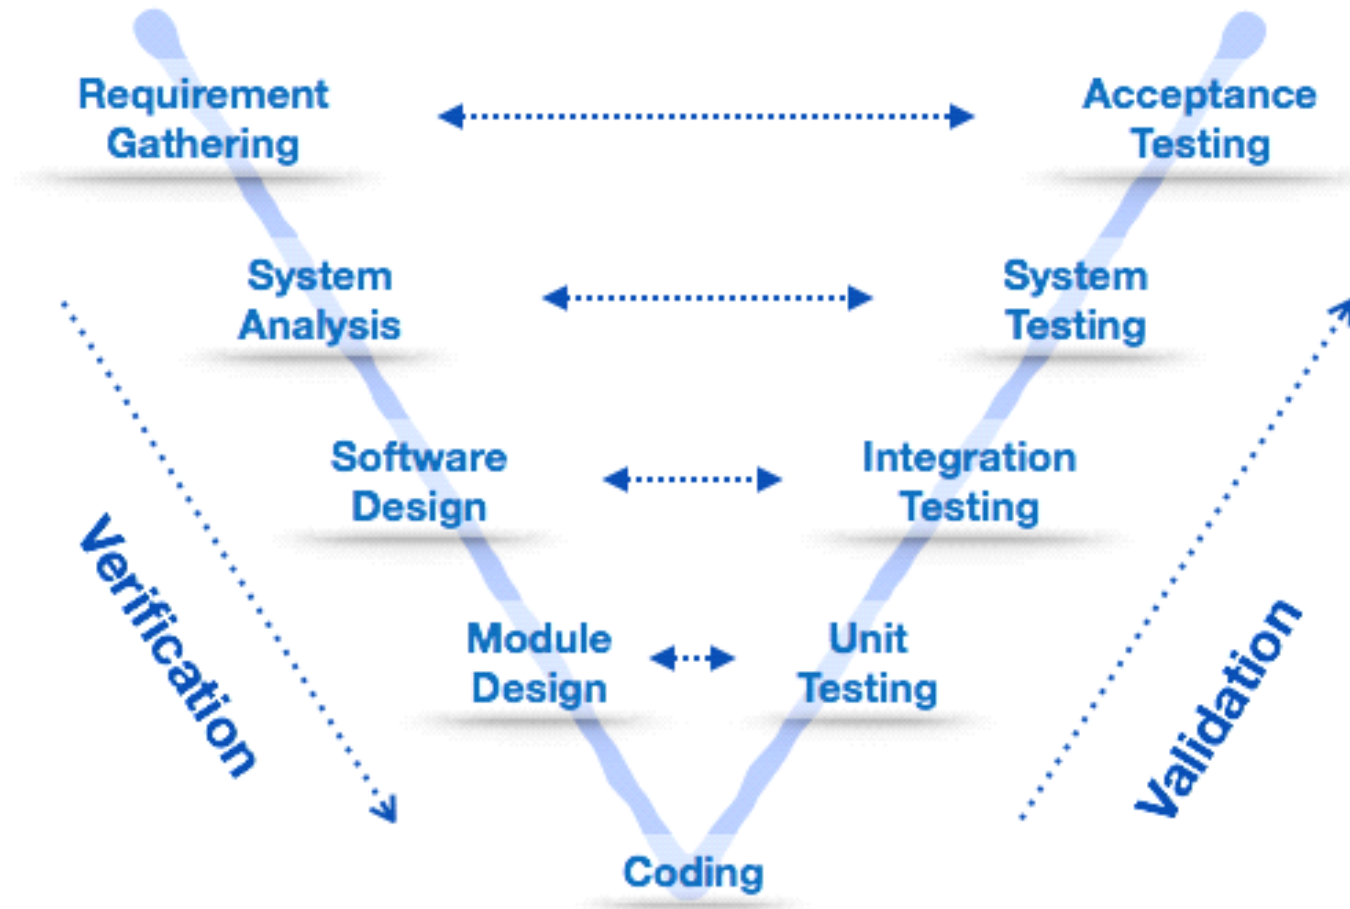 Requirement
Gathering
Acceptance
Testing
System
Analysis
System
Testing
Software
Design
Integration
Testing
Module
Design
Unit
Testing
Coding
Verification
Validation